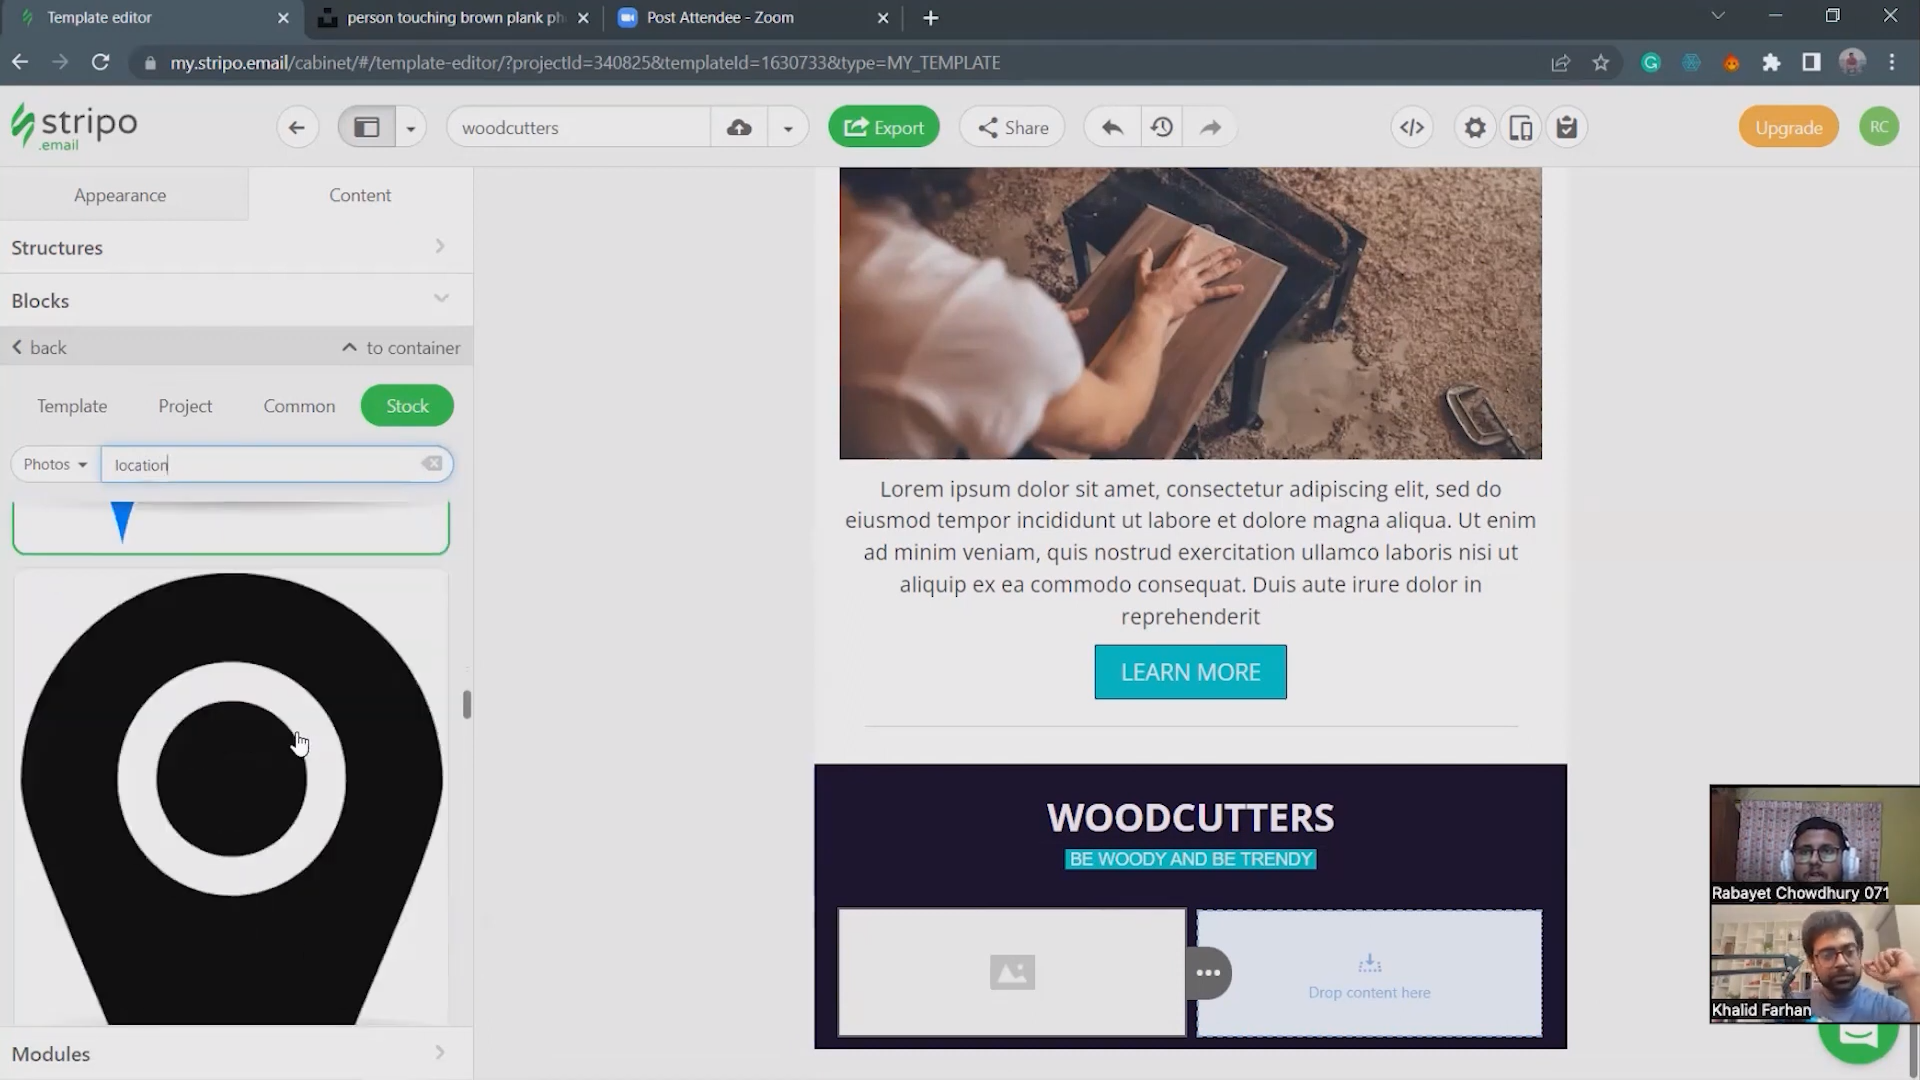 Template editor
person touching brown plank ph
Post Attendee - Zoom
my.stripo.email/cabinet/#/template-editor/?projectId=340825&templateId=1630733&type=MY_TEMPLATE
stripo
.email
woodcutters
Export
Share
Upgrade
RC
Appearance
Content
Structures
Blocks
back
to container
Template
Project
Common
Stock
Photos
location
Modules
Lorem ipsum dolor sit amet, consectetur adipiscing elit, sed do
eiusmod tempor incididunt ut labore et dolore magna aliqua. Ut enim
ad minim veniam, quis nostrud exercitation ullamco laboris nisi ut
aliquip ex ea commodo consequat. Duis aute irure dolor in
reprehenderit
LEARN MORE
WOODCUTTERS
BE WOODY AND BE TRENDY
Drop content here
Rabayet Chowdhury 071
Khalid Farhan